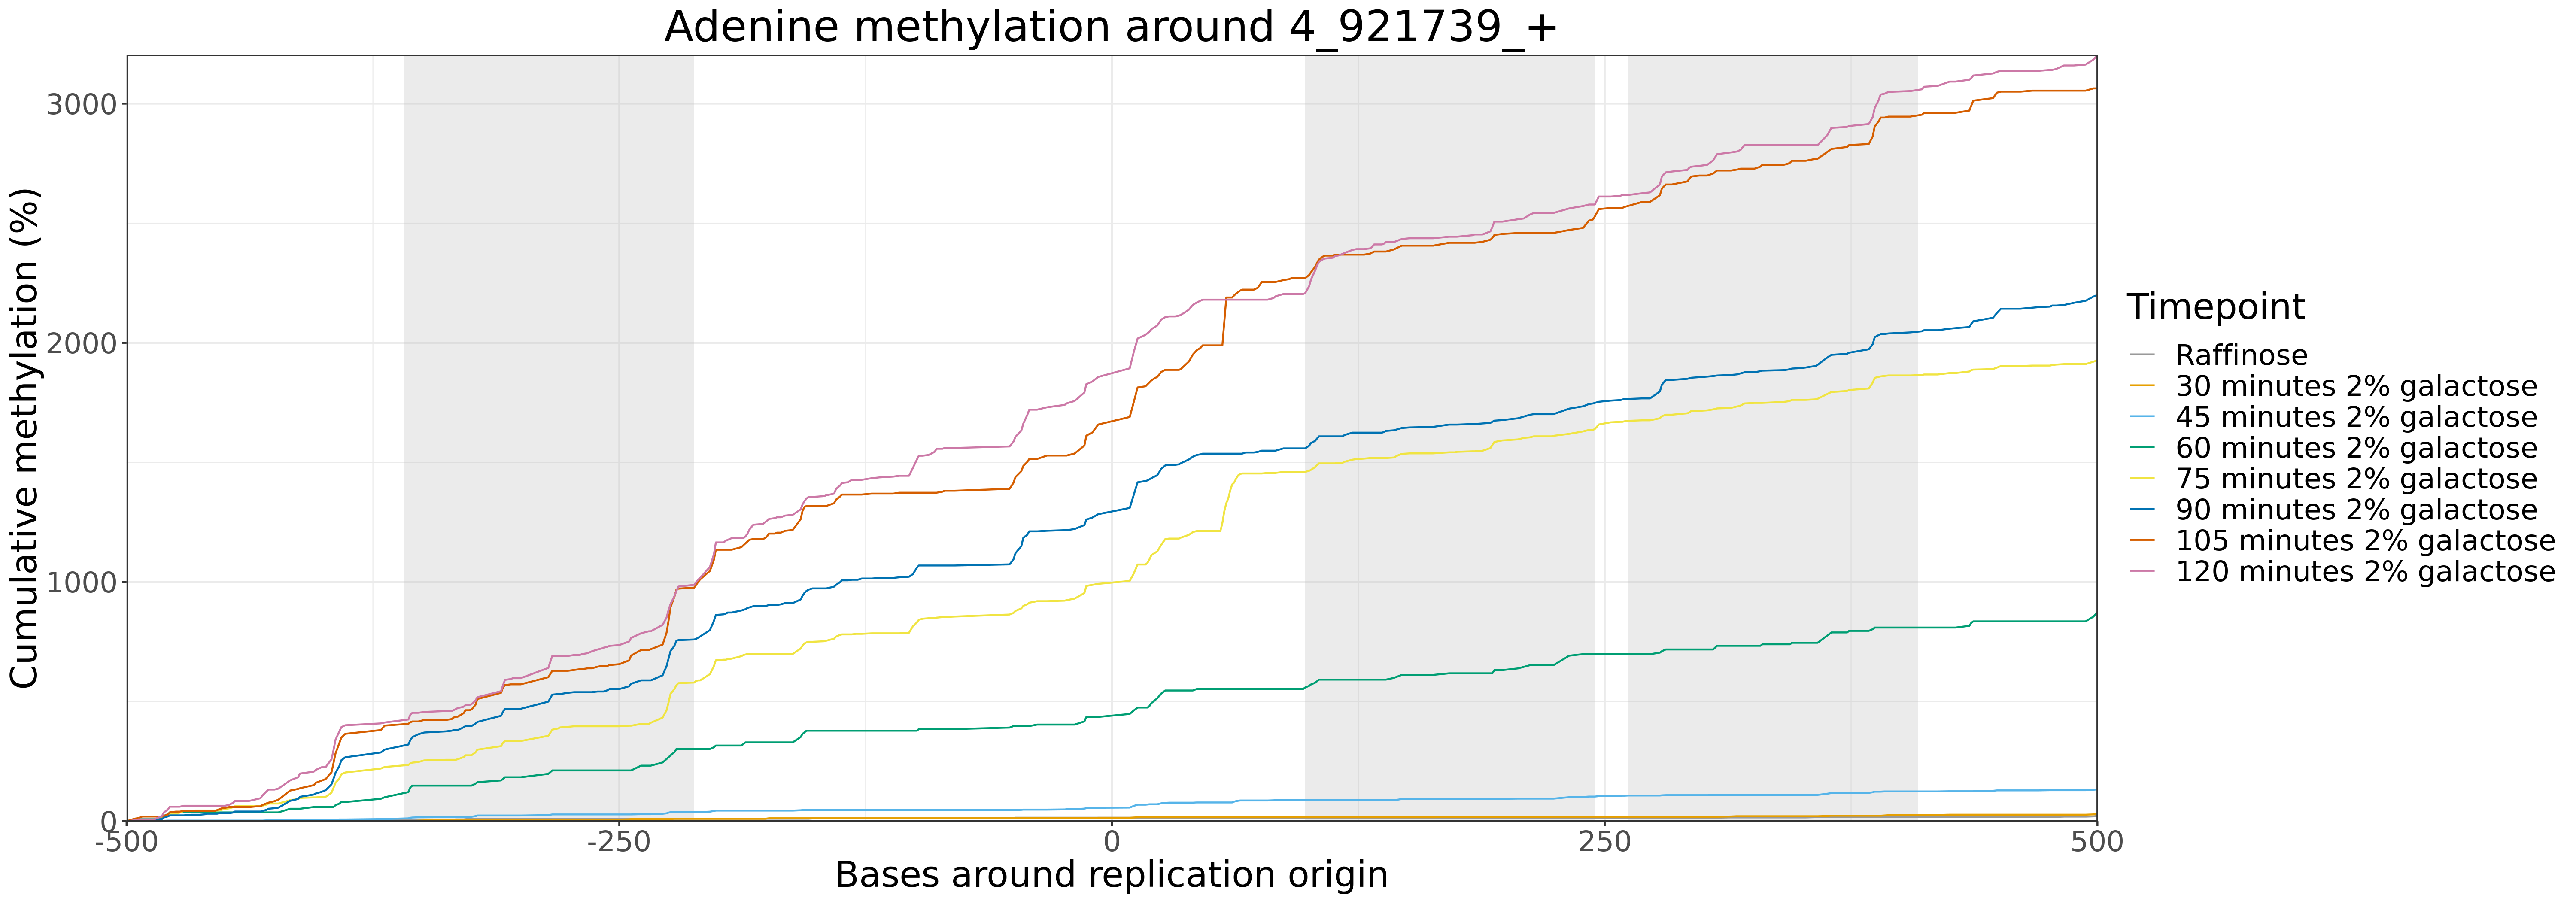 Adenine methylation around 4_921739_+
Cumulative methylation (%)
3000
2000
1000
0
-500
-250
0
250
500
Bases around replication origin
Timepoint
Raffinose
30 minutes 2% galactose
45 minutes 2% galactose
60 minutes 2% galactose
75 minutes 2% galactose
90 minutes 2% galactose
105 minutes 2% galactose
120 minutes 2% galactose